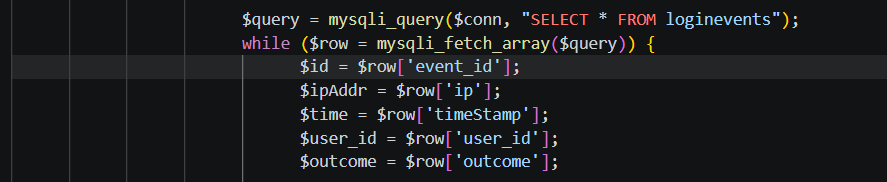 $query = mysqli_query($conn, "SELECT * FROM loginevents");
while ($row = mysqli_fetch_array($query)) {
$id = $row['event_id'];
$ipAddr = $row['ip'];
$time = $row['timeStamp'];
$user_id = $row['user_id'];
$outcome = $row['outcome'];